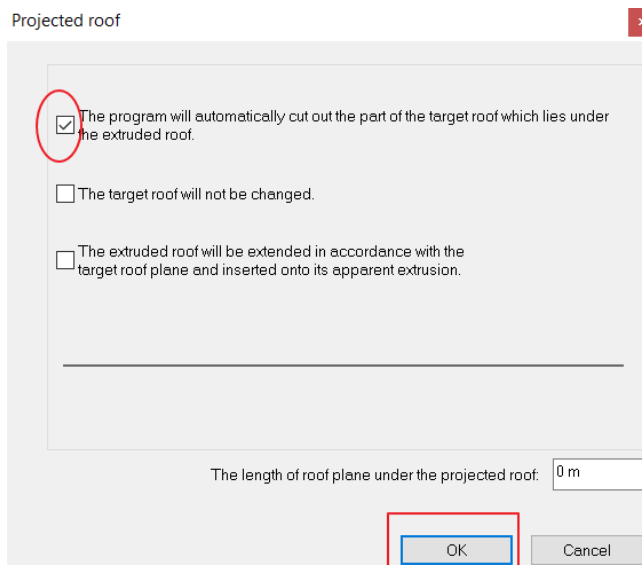 Projected roof
The program will automatically cut out the part of the target roof which lies under
the extruded roof.
The target roof will not be changed.
The extruded roof will be extended in accordance with the
target roof plane and inserted onto its apparent extrusion.
The length of roof plane under the projected roof: 0 m
OK Cancel